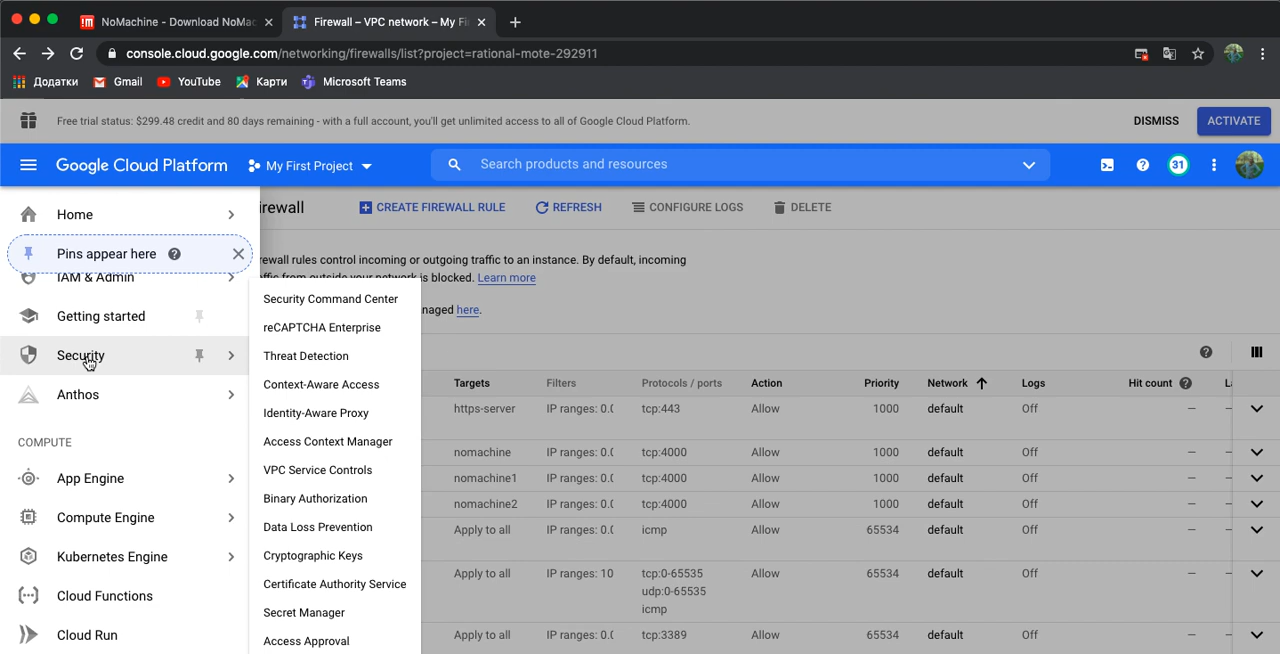 NoMachine - Download NoMac
Firewall – VPC network – My Fi
console.cloud.google.com/networking/firewalls/list?project=rational-mote-292911
Додатки
Gmail
YouTube
Карти
Microsoft Teams
Free trial status: $299.48 credit and 80 days remaining - with a full account, you'll get unlimited access to all of Google Cloud Platform.
DISMISS
ACTIVATE
Google Cloud Platform
My First Project
Search products and resources
31
Home
Pins appear here
IAM & Admin
Getting started
Security
Anthos
COMPUTE
App Engine
Compute Engine
Kubernetes Engine
Cloud Functions
Cloud Run
Security Command Center
reCAPTCHA Enterprise
Threat Detection
Context-Aware Access
Identity-Aware Proxy
Access Context Manager
VPC Service Controls
Binary Authorization
Data Loss Prevention
Cryptographic Keys
Certificate Authority Service
Secret Manager
Access Approval
irewall
CREATE FIREWALL RULE
REFRESH
CONFIGURE LOGS
DELETE
rewall rules control incoming or outgoing traffic to an instance. By default, incoming
affic from outside your network is blocked. Learn more
naged here.
Targets Filters Protocols / ports Action Priority Network Logs Hit count
https-server IP ranges: 0.( tcp:443 Allow 1000 default Off — —
nomachine IP ranges: 0.( tcp:4000 Allow 1000 default Off — —
nomachine1 IP ranges: 0.( tcp:4000 Allow 1000 default Off — —
nomachine2 IP ranges: 0.( tcp:4000 Allow 1000 default Off — —
Apply to all IP ranges: 0.( icmp Allow 65534 default Off — —
Apply to all IP ranges: 10 tcp:0-65535 Allow 65534 default Off — —
udp:0-65535
icmp
Apply to all IP ranges: 0.( tcp:3389 Allow 65534 default Off — —